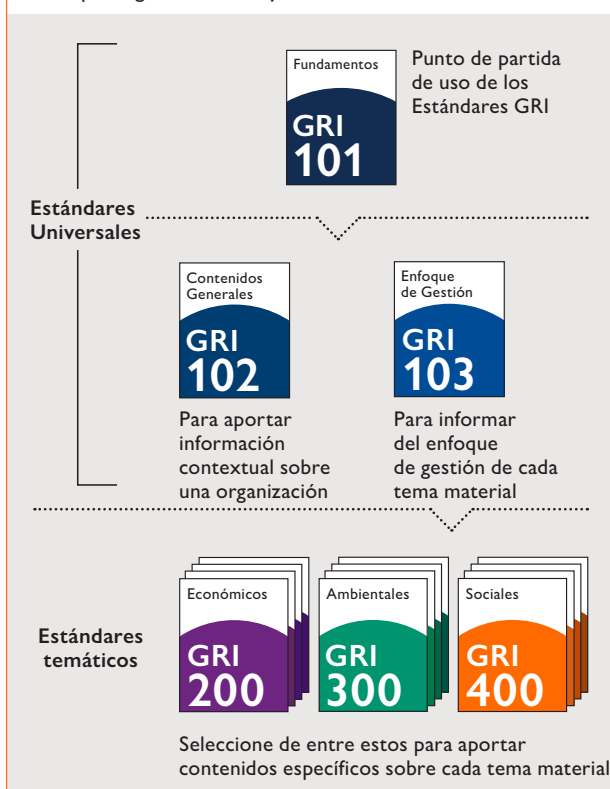 Fundamentos
GRI
101
Punto de partida
de uso de los
Estándares GRI
Estándares
Universales
Contenidos
Generales
GRI
102
Enfoque
de Gestión
GRI
103
Para aportar
información
contextual sobre
una organización
Para informar
del enfoque
de gestión de cada
tema material
Estándares
temáticos
Económicos
GRI
200
Ambientales
GRI
300
Sociales
GRI
400
Seleccione de entre estos para aportar
contenidos específicos sobre cada tema material